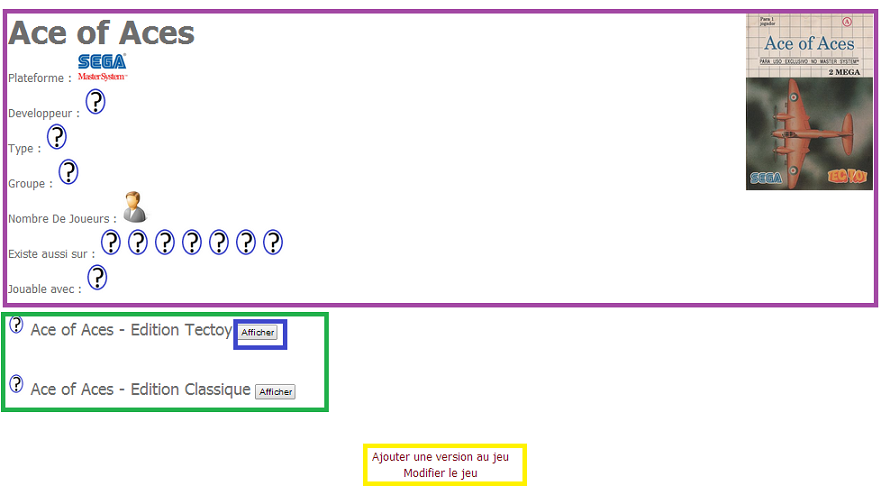 Ace of Aces
Plateforme : SEGA
Master System
Developpeur : ?
Type : ?
Groupe : ?
Nombre De Joueurs :
Existe aussi sur : ? ? ? ? ? ? ?
Jouable avec : ?
Para 1
jugador
A
Ace of Aces
PARA USO EXCLUSIVO NO MASTER SYSTEM
2 MEGA
SEGA
TEC TOY
? Ace of Aces - Edition Tectoy Afficher
? Ace of Aces - Edition Classique Afficher
Ajouter une version au jeu
Modifier le jeu